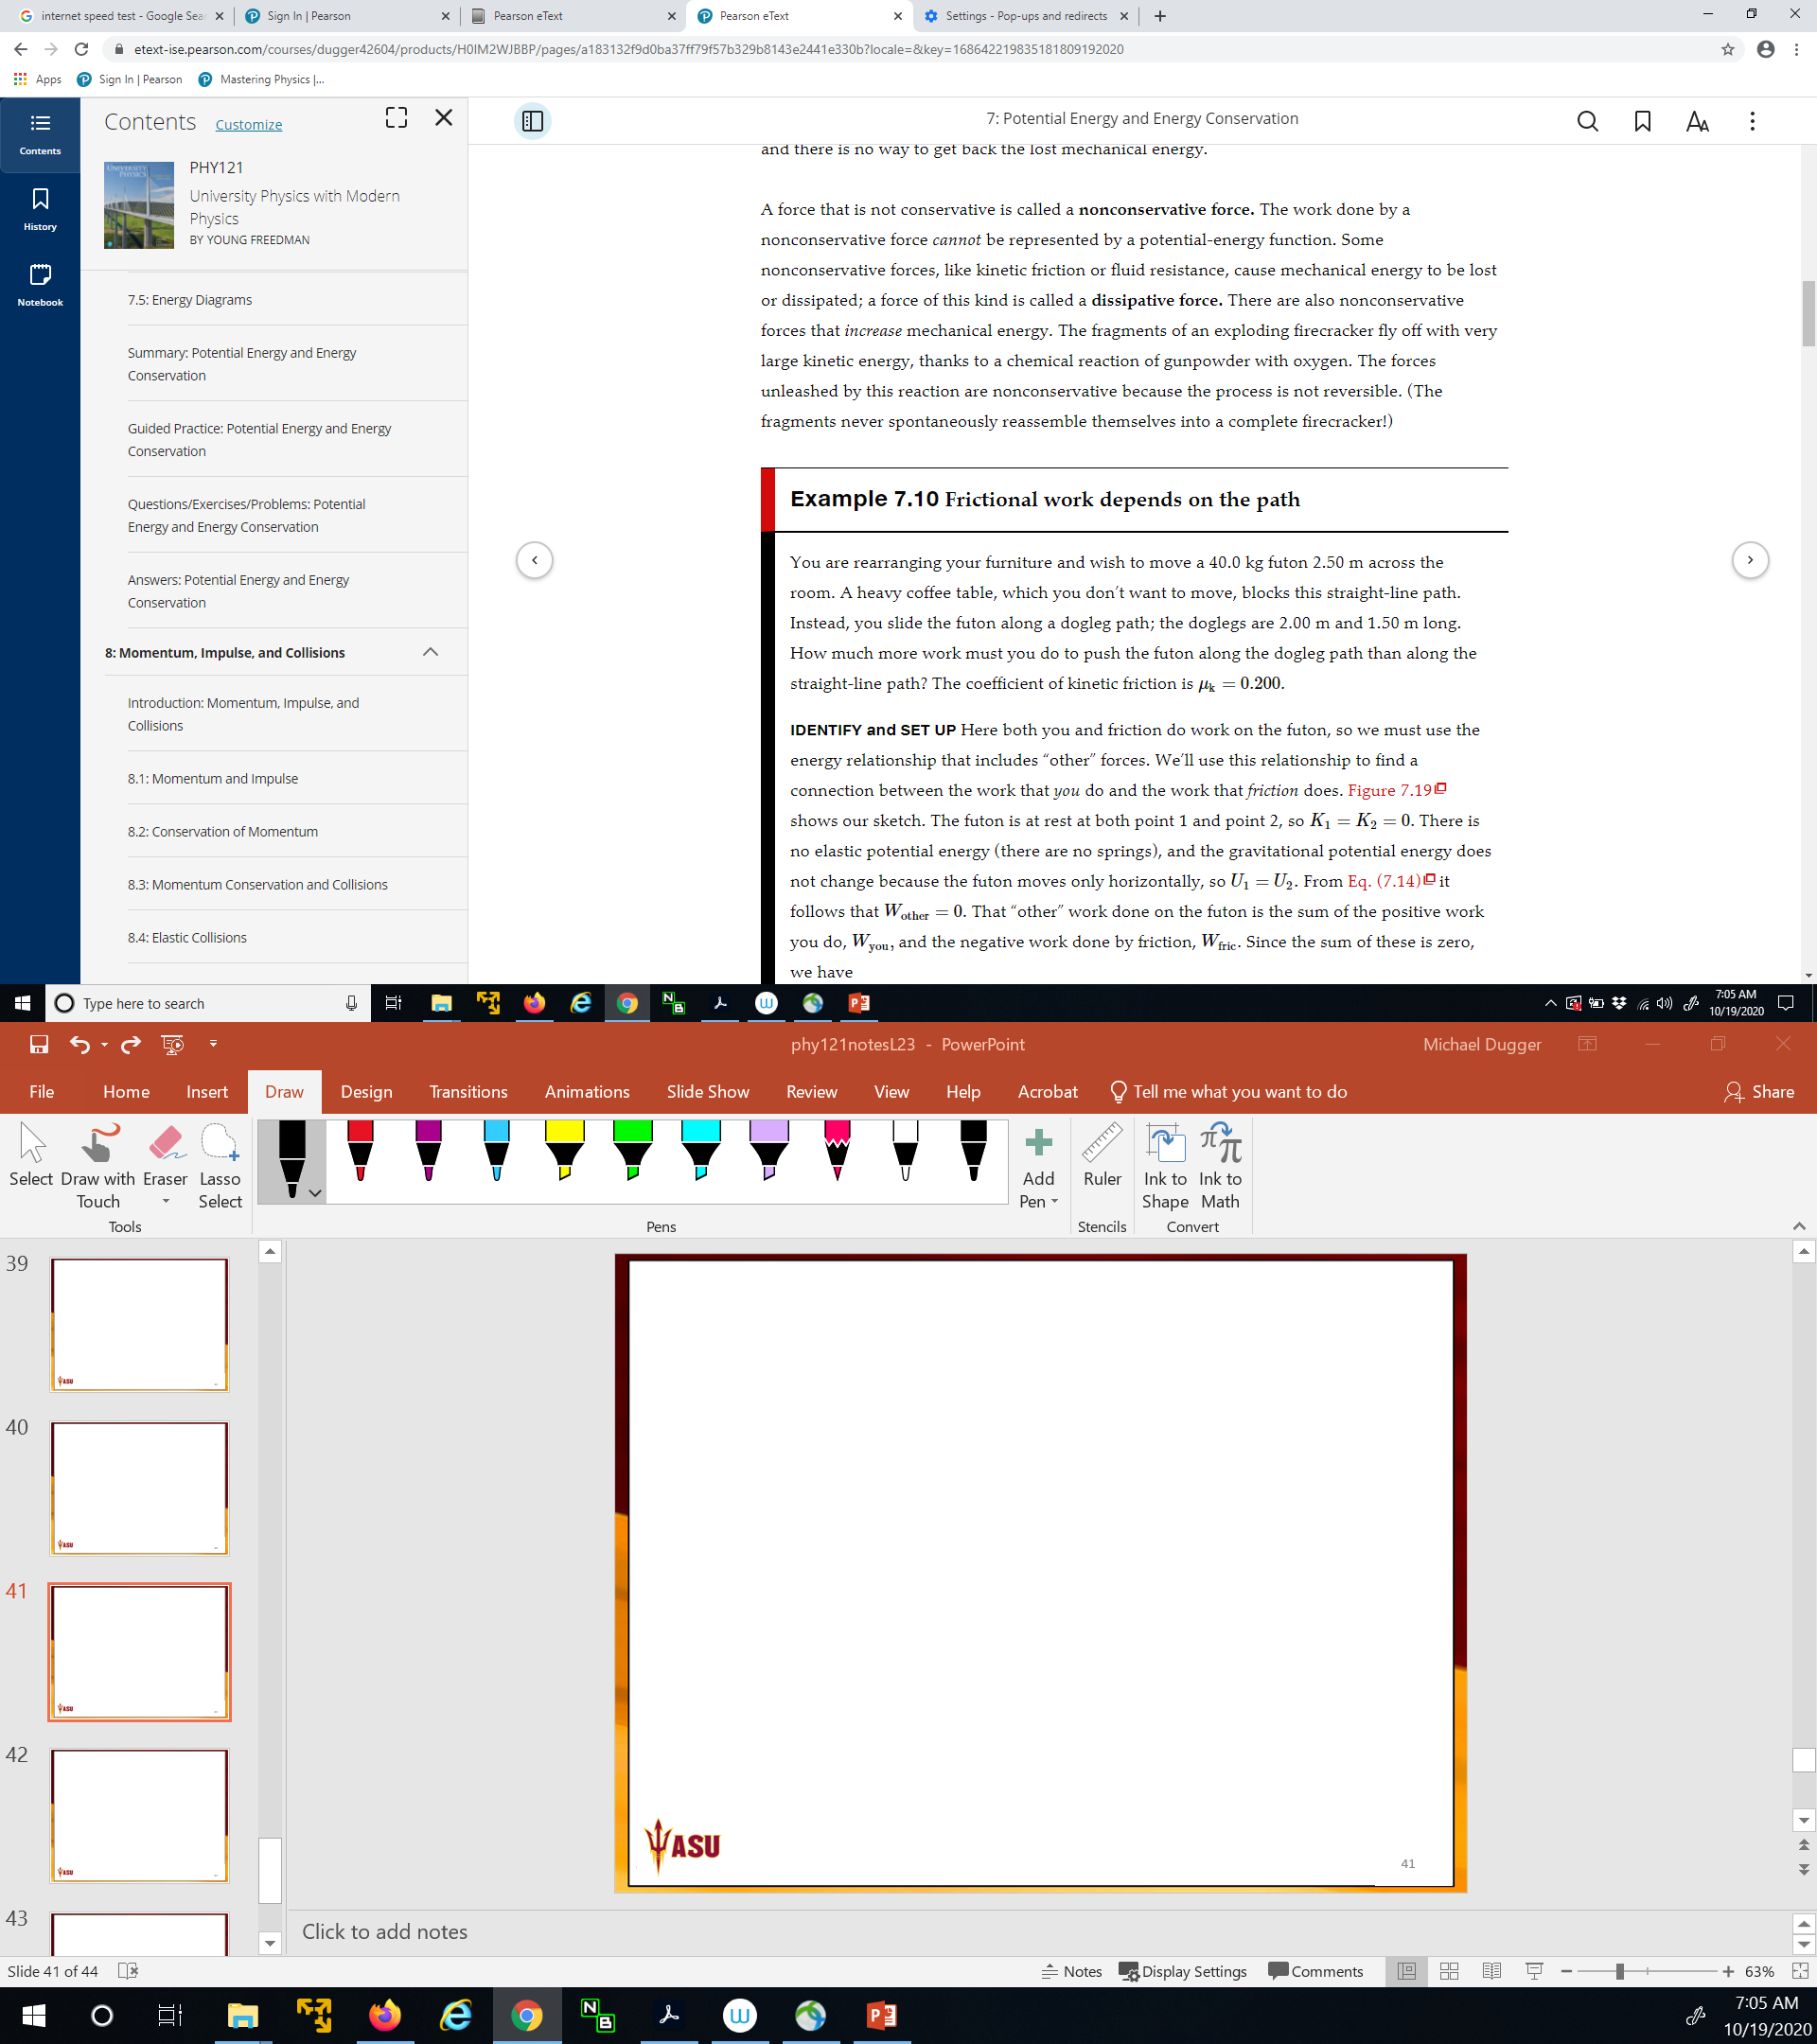 internet speed test - Google Sea
Sign In | Pearson
Pearson eText
Pearson eText
Settings - Pop-ups and redirects
etext-ise.pearson.com/courses/dugger42604/products/H0IM2WJBBP/pages/a183132f9d0ba37ff79f57b329b8143e2441e330b?locale=&key=16864221983518180919​2020
Apps
Sign In | Pearson
Mastering Physics |...
Contents
History
Notebook
Contents Customize
PHY121
University Physics with Modern
Physics
BY YOUNG FREEDMAN
7.5: Energy Diagrams
Summary: Potential Energy and Energy
Conservation
Guided Practice: Potential Energy and Energy
Conservation
Questions/Exercises/Problems: Potential
Energy and Energy Conservation
Answers: Potential Energy and Energy
Conservation
8: Momentum, Impulse, and Collisions
Introduction: Momentum, Impulse, and
Collisions
8.1: Momentum and Impulse
8.2: Conservation of Momentum
8.3: Momentum Conservation and Collisions
8.4: Elastic Collisions
7: Potential Energy and Energy Conservation
and there is no way to get back the lost mechanical energy.
A force that is not conservative is called a nonconservative force. The work done by a
nonconservative force cannot be represented by a potential-energy function. Some
nonconservative forces, like kinetic friction or fluid resistance, cause mechanical energy to be lost
or dissipated; a force of this kind is called a dissipative force. There are also nonconservative
forces that increase mechanical energy. The fragments of an exploding firecracker fly off with very
large kinetic energy, thanks to a chemical reaction of gunpowder with oxygen. The forces
unleashed by this reaction are nonconservative because the process is not reversible. (The
fragments never spontaneously reassemble themselves into a complete firecracker!)
Example 7.10 Frictional work depends on the path
You are rearranging your furniture and wish to move a 40.0 kg futon 2.50 m across the
room. A heavy coffee table, which you don't want to move, blocks this straight-line path.
Instead, you slide the futon along a dogleg path; the doglegs are 2.00 m and 1.50 m long.
How much more work must you do to push the futon along the dogleg path than along the
straight-line path? The coefficient of kinetic friction is μk = 0.200.
IDENTIFY and SET UP Here both you and friction do work on the futon, so we must use the
energy relationship that includes “other” forces. We'll use this relationship to find a
connection between the work that you do and the work that friction does. Figure 7.19
shows our sketch. The futon is at rest at both point 1 and point 2, so K1 = K2 = 0. There is
no elastic potential energy (there are no springs), and the gravitational potential energy does
not change because the futon moves only horizontally, so U1 = U2. From Eq. (7.14) it
follows that Wother = 0. That “other” work done on the futon is the sum of the positive work
you do, Wyou, and the negative work done by friction, Wfric. Since the sum of these is zero,
we have
Type here to search
7:05 AM
10/19/2020
phy121notesL23 - PowerPoint
Michael Dugger
File Home Insert Draw Design Transitions Animations Slide Show Review View Help Acrobat Tell me what you want to do Share
Select
Draw with
Touch
Eraser
Lasso
Select
Tools
Pens
Add
Pen
Ruler
Stencils
Ink to
Shape
Ink to
Math
Convert
39
ASU
40
ASU
41
ASU
42
ASU
43
ASU
41
Click to add notes
Slide 41 of 44
Notes
Display Settings
Comments
63%
7:05 AM
10/19/2020